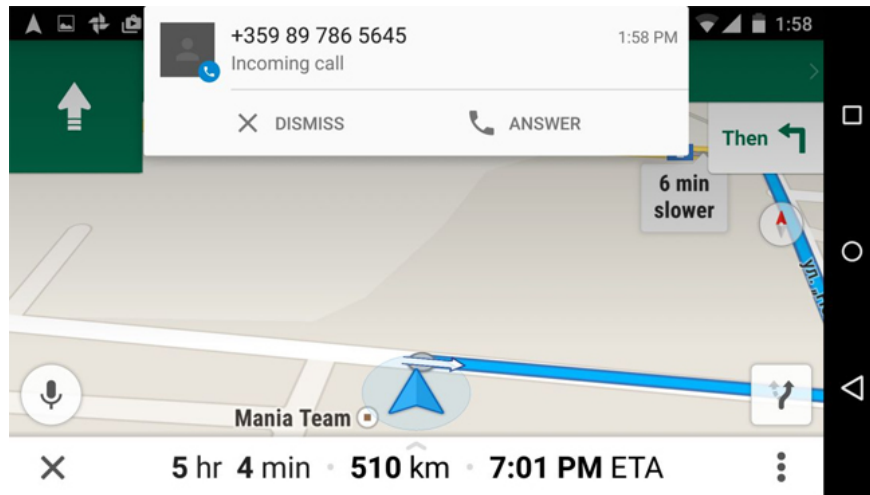 1:58
+359 89 786 5645
1:58 PM
Incoming call
DISMISS
ANSWER
Then
6 min
slower
ул.
Mania Team
5 hr 4 min · 510 km · 7:01 PM ETA